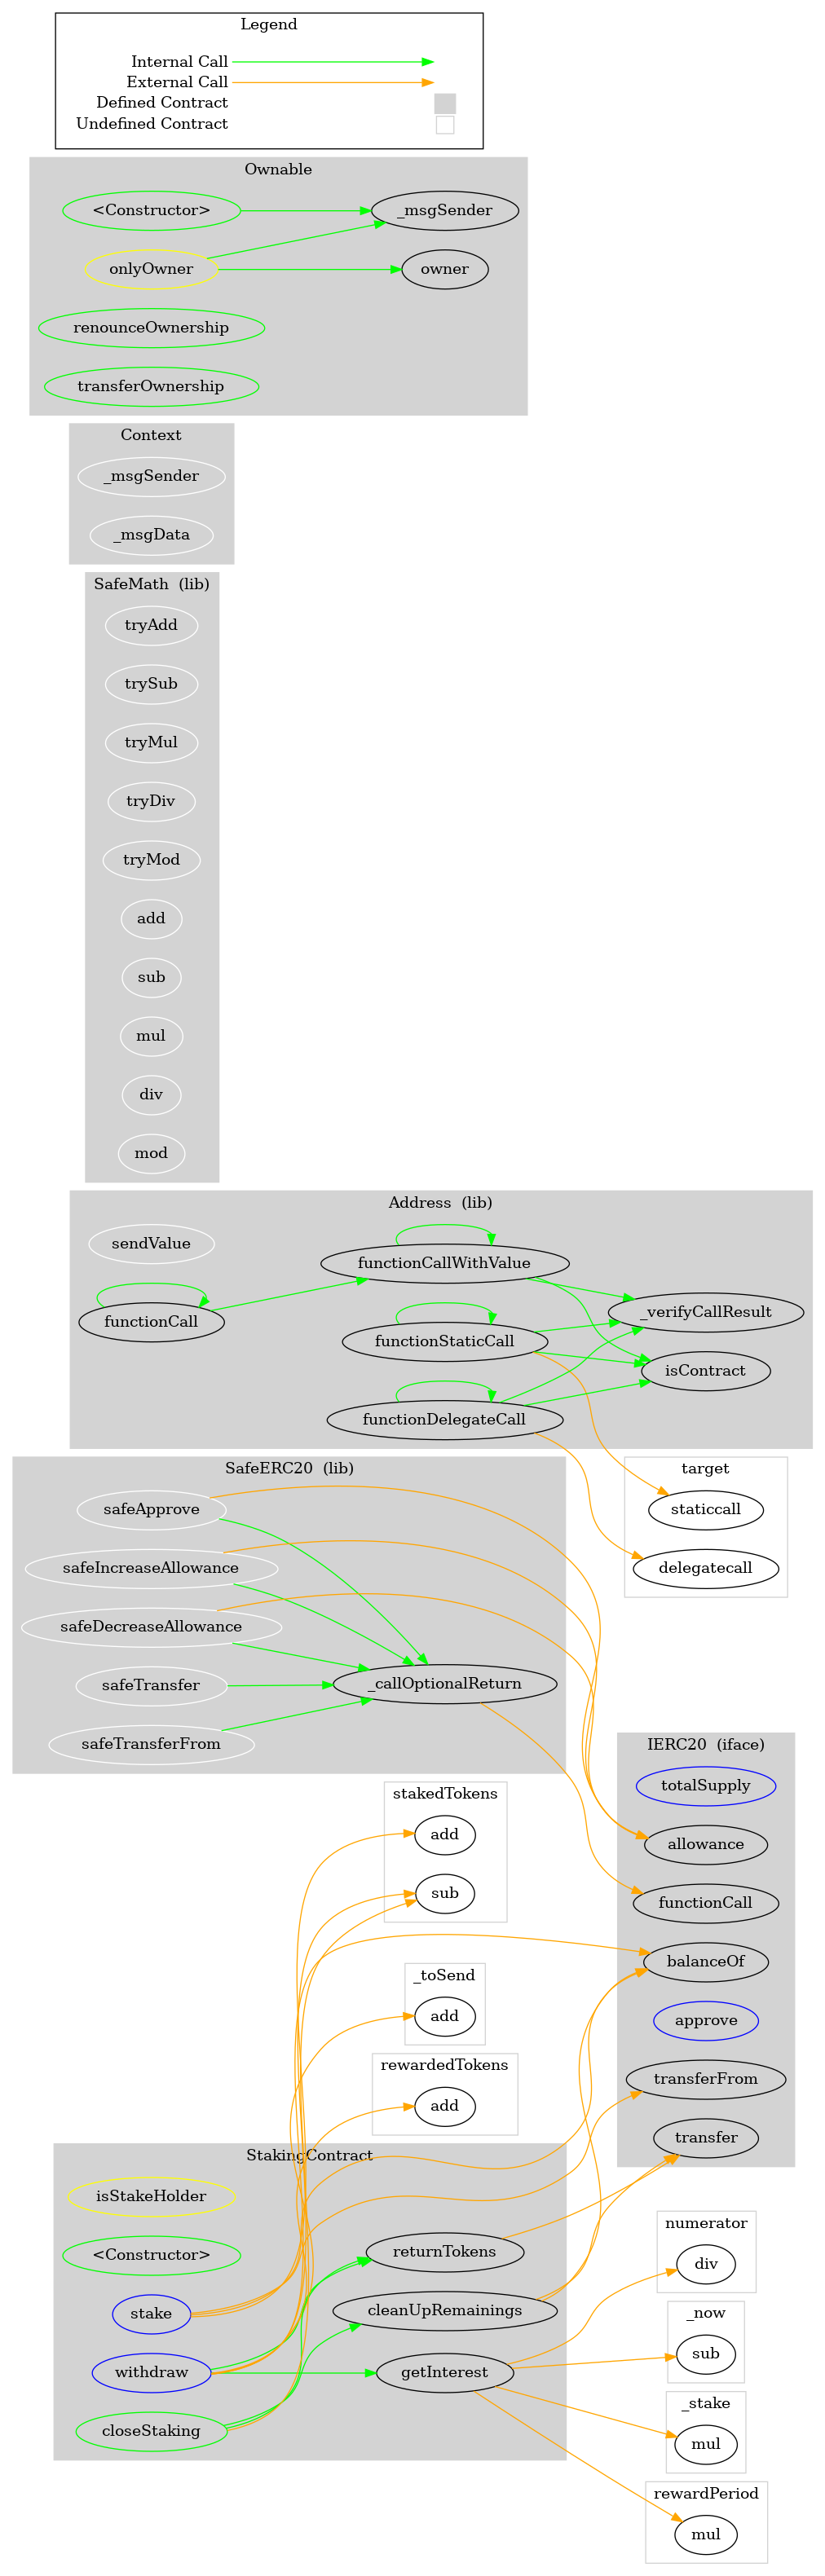 Legend
Internal Call
External Call
Defined Contract
Undefined Contract
Ownable
<Constructor>
_msgSender
onlyOwner
owner
renounceOwnership
transferOwnership
Context
_msgSender
_msgData
SafeMath (lib)
tryAdd
trySub
tryMul
tryDiv
tryMod
add
sub
mul
div
mod
Address (lib)
sendValue
functionCallWithValue
functionCall
_verifyCallResult
functionStaticCall
isContract
functionDelegateCall
target
staticcall
delegatecall
SafeERC20 (lib)
safeApprove
safeIncreaseAllowance
safeDecreaseAllowance
safeTransfer
_callOptionalReturn
safeTransferFrom
IERC20 (iface)
totalSupply
allowance
functionCall
balanceOf
approve
transferFrom
transfer
stakedTokens
add
sub
_toSend
add
rewardedTokens
add
StakingContract
isStakeHolder
<Constructor>
returnTokens
stake
cleanUpRemainings
withdraw
getInterest
closeStaking
numerator
div
_now
sub
_stake
mul
rewardPeriod
mul